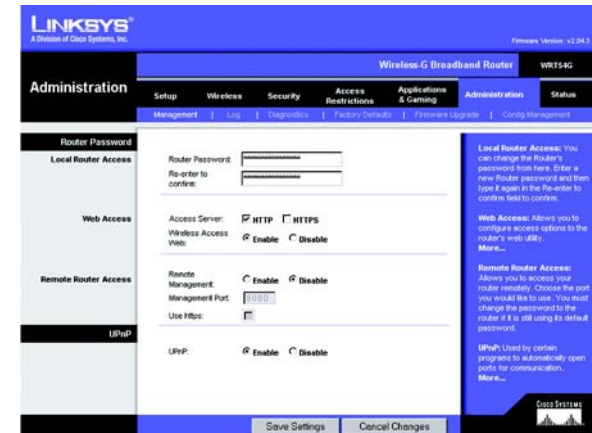 LINKSYS®
A Division of Cisco Systems, Inc.
Firmware Version: v2.04.3
Wireless-G Broadband Router WRT54G
Administration
Setup Wireless Security Access Restrictions Applications & Gaming Administration Status
Management | Log | Diagnostics | Factory Defaults | Firmware Upgrade | Config Management
Router Password
Local Router Access
Router Password:
Re-enter to confirm:
Web Access
Access Server: HTTP HTTPS
Wireless Access Web: Enable Disable
Remote Router Access
Remote Management: Enable Disable
Management Port: 8080
Use https:
UPnP
UPnP: Enable Disable
Local Router Access: You
can change the Router's
password from here. Enter a
new Router password and then
type it again in the Re-enter to
confirm field to confirm.
Web Access: Allows you to
configure access options to the
router's web utility.
More...
Remote Router Access:
Allows you to access your
router remotely. Choose the port
you would like to use. You must
change the password to the
router if it is still using its default
password.
UPnP: Used by certain
programs to automatically open
ports for communication.
More...
Save Settings Cancel Changes
CISCO SYSTEMS